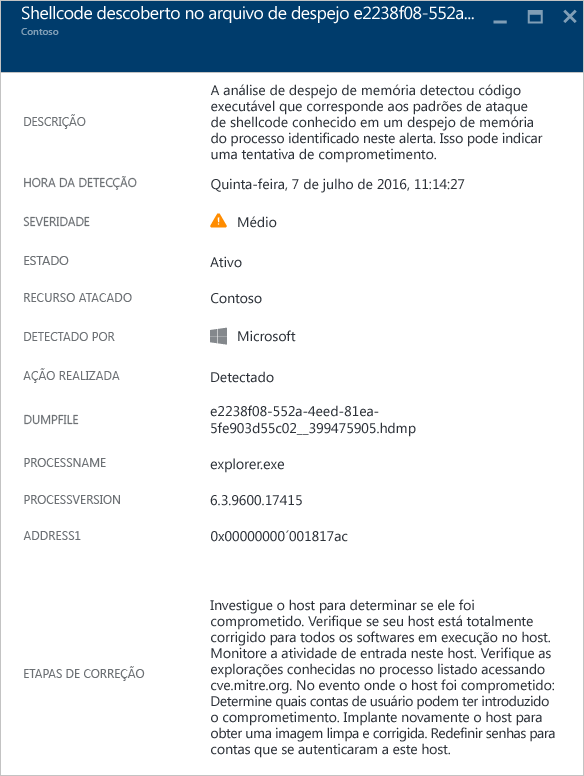 Shellcode descoberto no arquivo de despejo e2238f08-552a...
Contoso
DESCRIÇÃO
A análise de despejo de memória detectou código
executável que corresponde aos padrões de ataque
de shellcode conhecido em um despejo de memória
do processo identificado neste alerta. Isso pode indicar
uma tentativa de comprometimento.
HORA DA DETECÇÃO
Quinta-feira, 7 de julho de 2016, 11:14:27
SEVERIDADE
Médio
ESTADO
Ativo
RECURSO ATACADO
Contoso
DETECTADO POR
Microsoft
AÇÃO REALIZADA
Detectado
DUMPFILE
e2238f08-552a-4eed-81ea-
5fe903d55c02__399475905.hdmp
PROCESSNAME
explorer.exe
PROCESSVERSION
6.3.9600.17415
ADDRESS1
0x00000000´001817ac
ETAPAS DE CORREÇÃO
Investigue o host para determinar se ele foi
comprometido. Verifique se seu host está totalmente
corrigido para todos os softwares em execução no host.
Monitore a atividade de entrada neste host. Verifique as
explorações conhecidas no processo listado acessando
cve.mitre.org. No evento onde o host foi comprometido:
Determine quais contas de usuário podem ter introduzido
o comprometimento. Implante novamente o host para
obter uma imagem limpa e corrigida. Redefinir senhas para
contas que se autenticaram a este host.